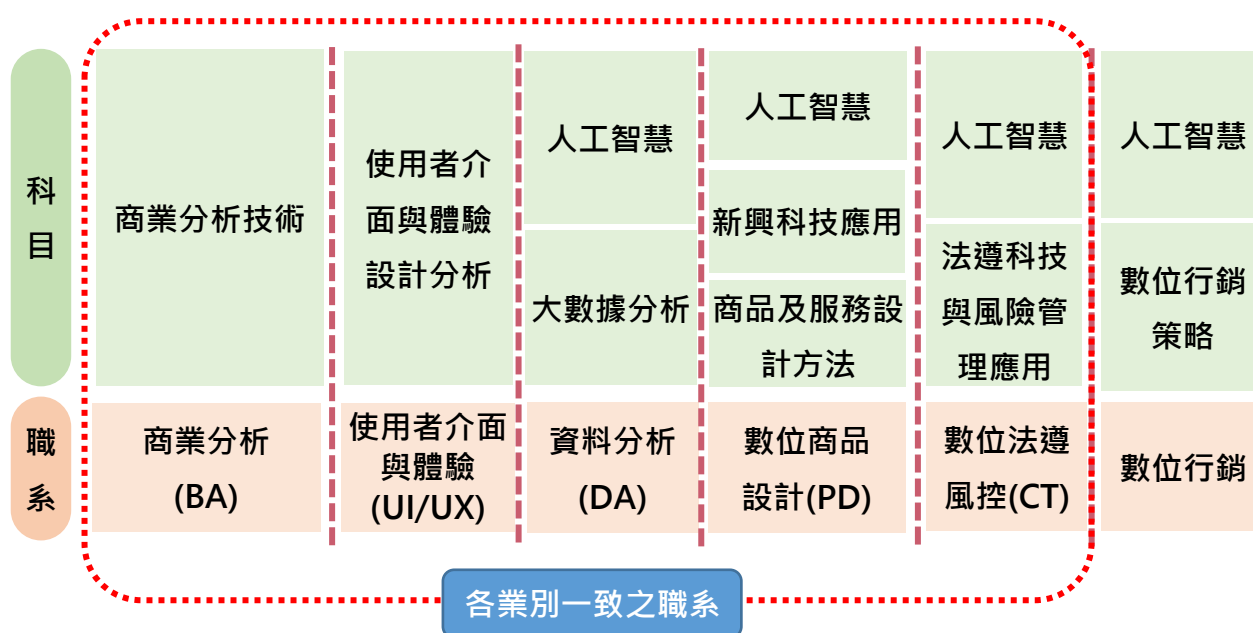 科
目
商業分析技術
使用者介
面與體驗
設計分析
人工智慧
大數據分析
人工智慧
新興科技應用
商品及服務設
計方法
人工智慧
法遵科技
與風險管
理應用
人工智慧
數位行銷
策略
職
系
商業分析
(BA)
使用者介面
與體驗
(UI/UX)
資料分析
(DA)
數位商品
設計(PD)
數位法遵
風控(CT)
數位行銷
各業別一致之職系